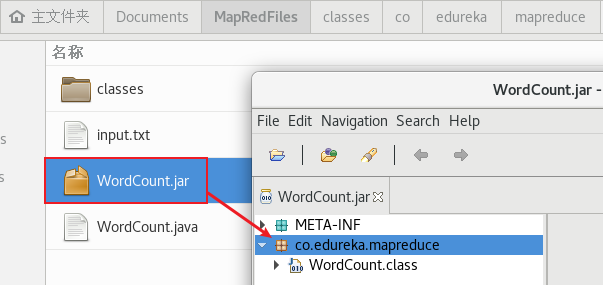 主文件夹 Documents MapRedFiles classes co edureka mapreduce
名称
classes
input.txt
WordCount.jar
WordCount.java
WordCount.jar -
File Edit Navigation Search Help
WordCount.jar
META-INF
co.edureka.mapreduce
WordCount.class